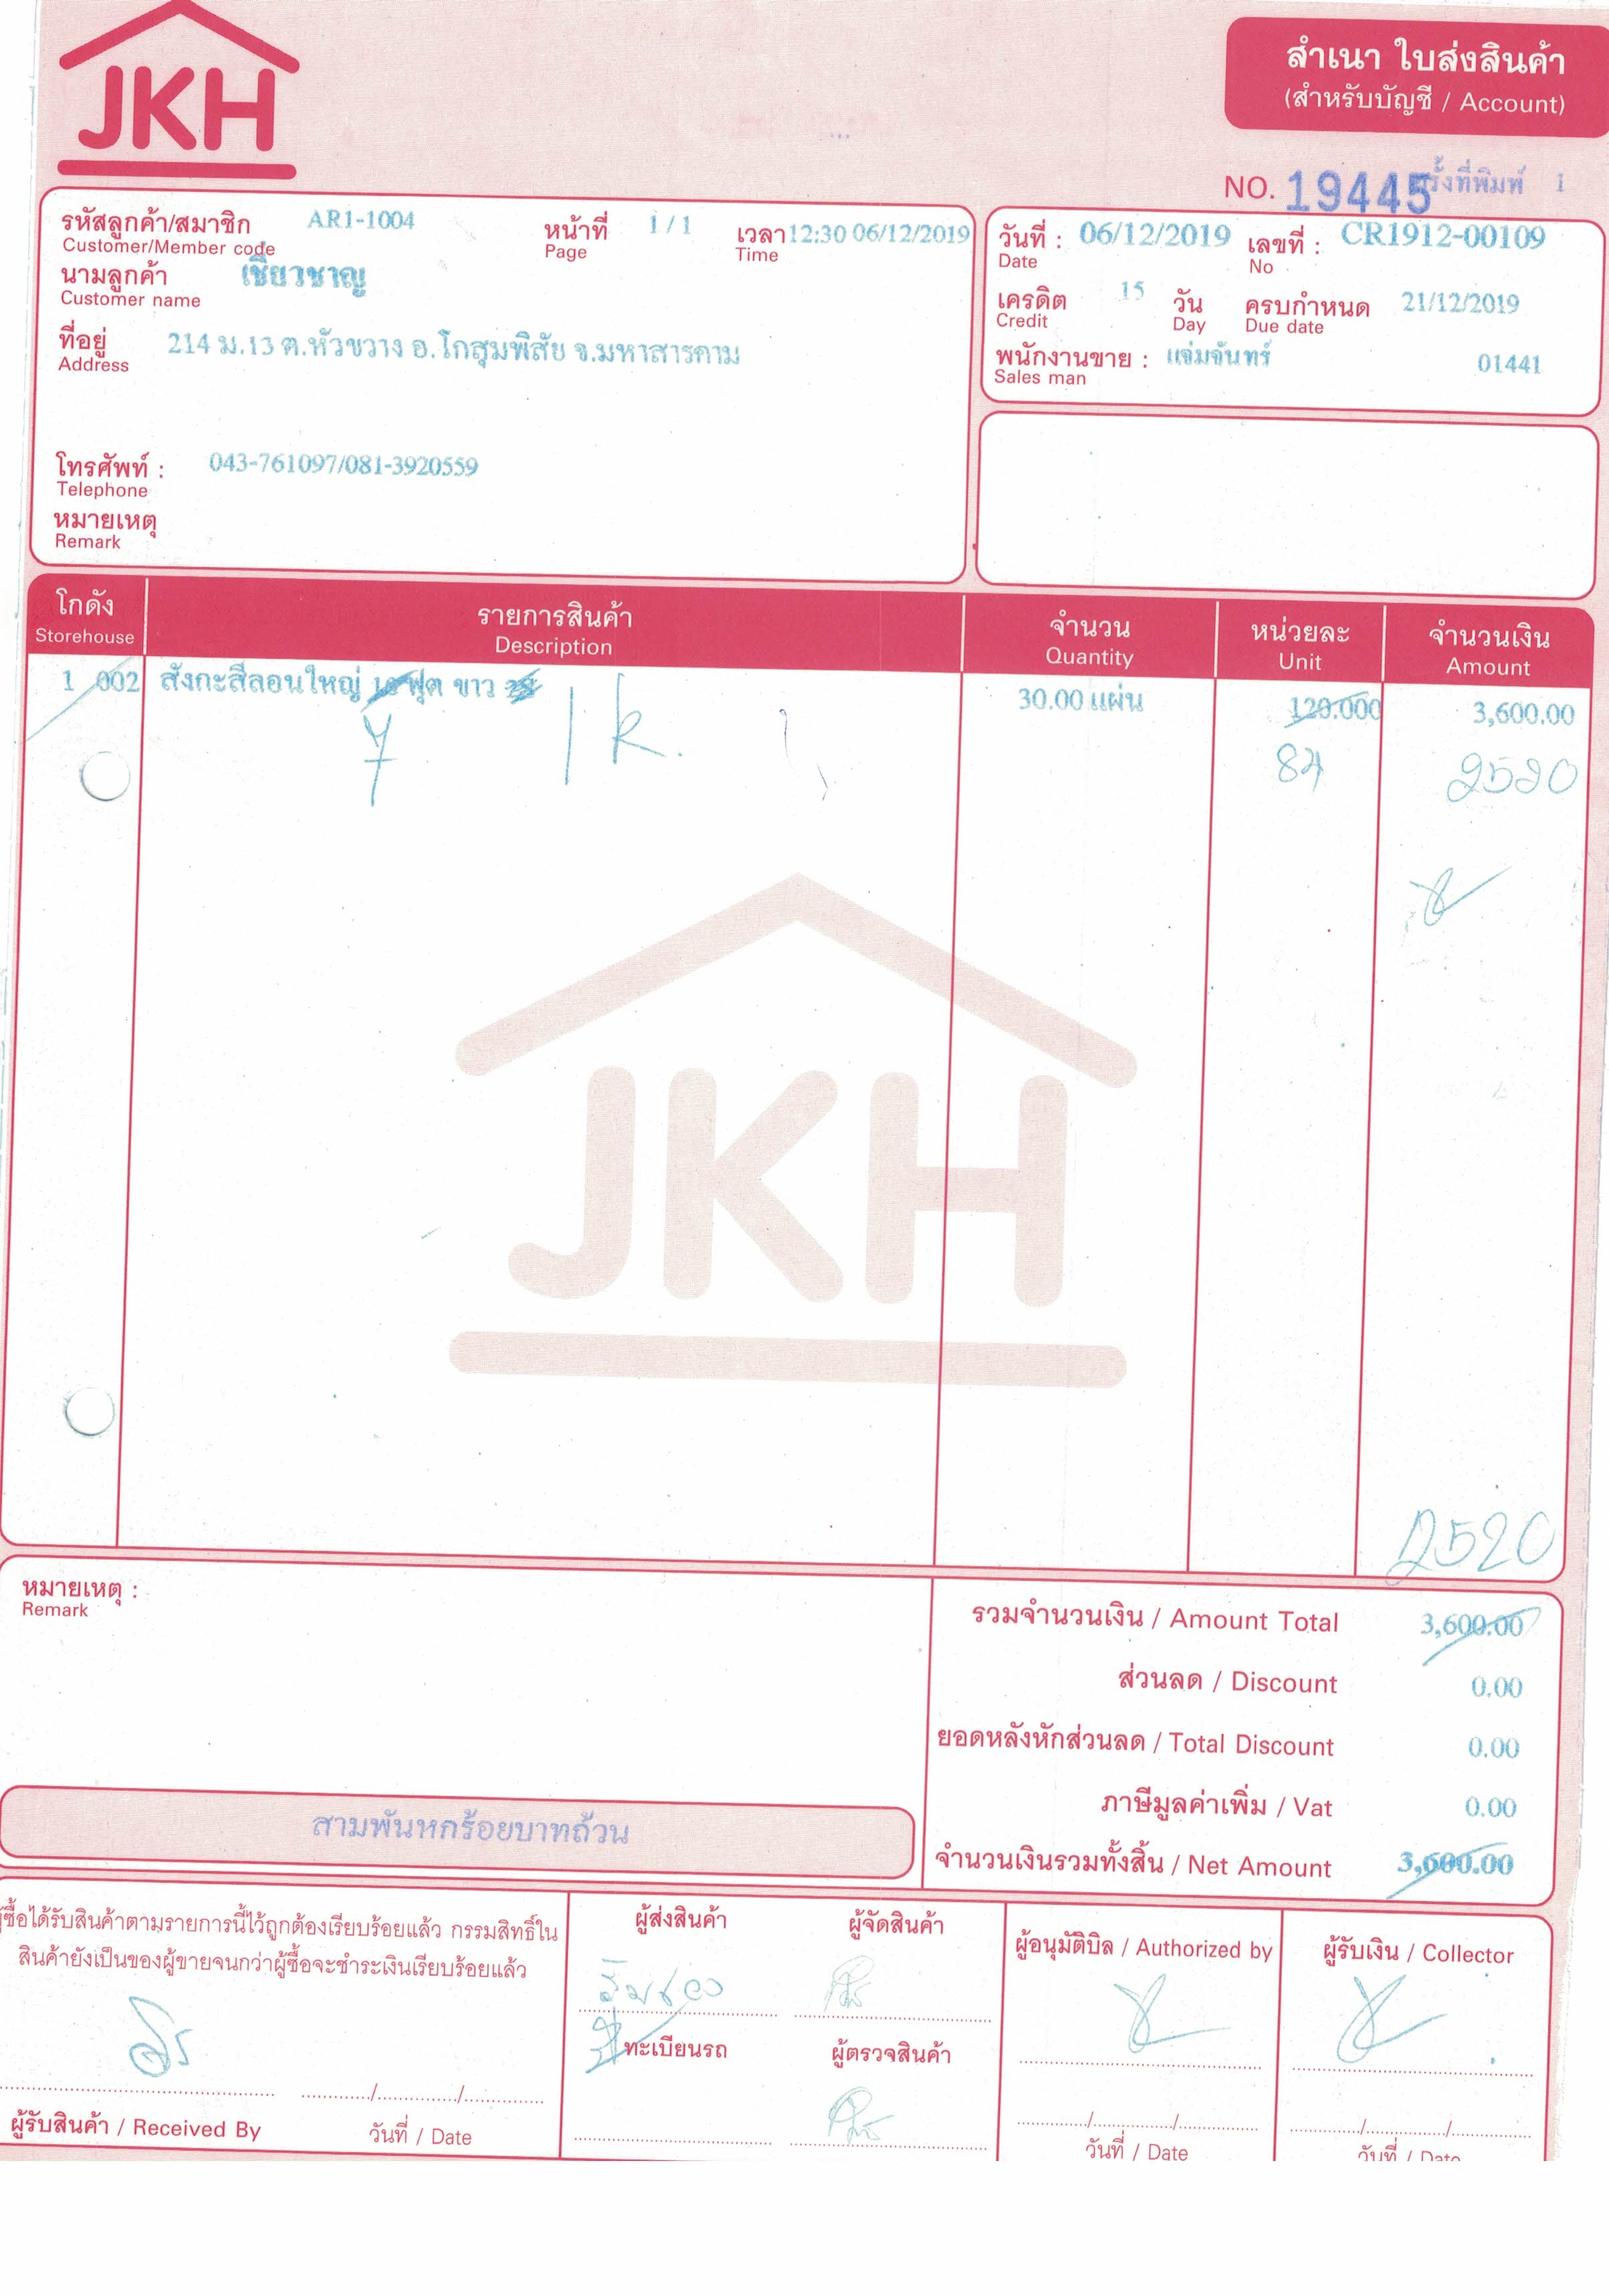 JKH
สำเนา ใบส่งสินค้า
(สำหรับบัญชี / Account)
NO. 19445
ครั้งที่พิมพ์ 1
รหัสลูกค้า/สมาชิก AR1-1004 หน้าที่ 1 / 1 เวลา 12:30 06/12/2019
Customer/Member code Page Time
นามลูกค้า เชี่ยวชาญ
Customer name
ที่อยู่ 214 ม.13 ต.หัวขวาง อ.โกสุมพิสัย จ.มหาสารคาม
Address
โทรศัพท์ : 043-761097/081-3920559
Telephone
หมายเหตุ
Remark
วันที่ : 06/12/2019 เลขที่ : CR1912-00109
Date No
เครดิต 15 วัน ครบกำหนด 21/12/2019
Credit Day Due date
พนักงานขาย : แจ่มจันทร์ 01441
Sales man
โกดัง รายการสินค้า จำนวน หน่วยละ จำนวนเงิน
Storehouse Description Quantity Unit Amount
1 002 สังกะสีลอนใหญ่ 10 ฟุต ขาว 30.00 แผ่น 120.000 3,600.00
7 1 k. 84 2520
JKH
2520
หมายเหตุ :
Remark
รวมจำนวนเงิน / Amount Total 3,600.00
ส่วนลด / Discount 0.00
ยอดหลังหักส่วนลด / Total Discount 0.00
ภาษีมูลค่าเพิ่ม / Vat 0.00
สามพันหกร้อยบาทถ้วน
จำนวนเงินรวมทั้งสิ้น / Net Amount 3,600.00
ผู้ซื้อได้รับสินค้าตามรายการนี้ไว้ถูกต้องเรียบร้อยแล้ว กรรมสิทธิ์ใน
สินค้ายังเป็นของผู้ขายจนกว่าผู้ซื้อจะชำระเงินเรียบร้อยแล้ว
ผู้รับสินค้า / Received By วันที่ / Date
ผู้ส่งสินค้า ผู้จัดสินค้า
ทะเบียนรถ ผู้ตรวจสินค้า
ผู้อนุมัติบิล / Authorized by ผู้รับเงิน / Collector
วันที่ / Date วันที่ / Date